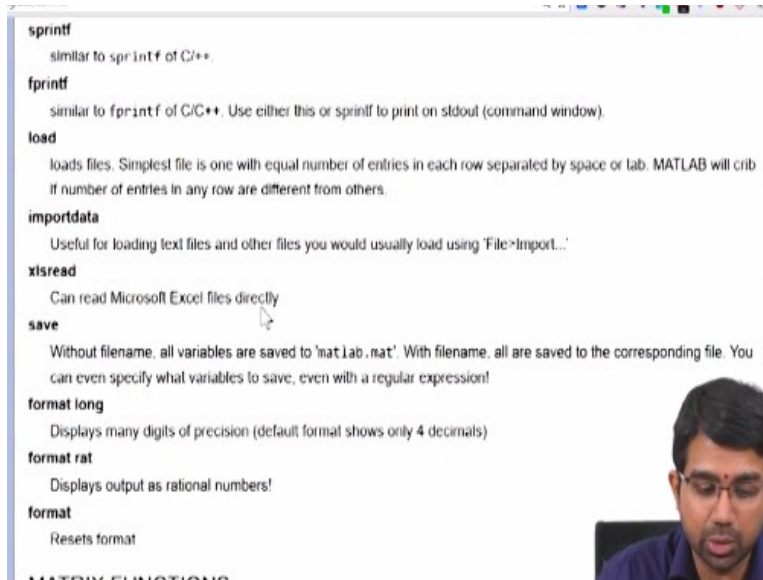 sprintf
similar to sprintf of C/++.
fprintf
similar to fprintf of C/C++. Use either this or sprintf to print on stdout (command window).
load
loads files. Simplest file is one with equal number of entries in each row separated by space or tab. MATLAB will crib
if number of entries in any row are different from others.
importdata
Useful for loading text files and other files you would usually load using 'File>Import...'
xlsread
Can read Microsoft Excel files directly
save
Without filename, all variables are saved to 'matlab.mat'. With filename, all are saved to the corresponding file. You
can even specify what variables to save, even with a regular expression!
format long
Displays many digits of precision (default format shows only 4 decimals)
format rat
Displays output as rational numbers!
format
Resets format
MATRIX FUNCTIONS